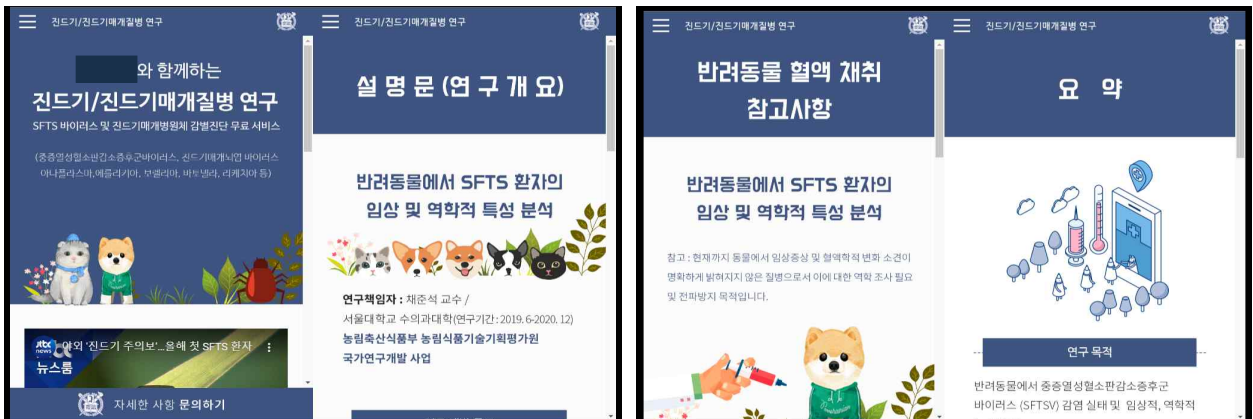 진드기/진드기매개질병 연구
와 함께하는
진드기/진드기매개질병 연구
SFTS 바이러스 및 진드기매개병원체 감별진단 무료 서비스
(중증열성혈소판감소증후군바이러스, 진드기매개뇌염 바이러스
아나플라스마,에를리키아, 보렐리아, 바토넬라, 리케치아 등)
jtbc news
야외 '진드기 주의보'...올해 첫 SFTS 환자
뉴스룸
자세한 사항 문의하기
진드기/진드기매개질병 연구
설 명 문 (연 구 개 요)
반려동물에서 SFTS 환자의
임상 및 역학적 특성 분석
연구책임자 : 채준석 교수 /
서울대학교 수의과대학(연구기간 : 2019. 6-2020. 12)
농림축산식품부 농림식품기술기획평가원
국가연구개발 사업
진드기/진드기매개질병 연구
반려동물 혈액 채취
참고사항
반려동물에서 SFTS 환자의
임상 및 역학적 특성 분석
참고 : 현재까지 동물에서 임상증상 및 혈액학적 변화 소견이
명확하게 밝혀지지 않은 질병으로서 이에 대한 역학 조사 필요
및 전파방지 목적입니다.
진드기/진드기매개질병 연구
요 약
연구 목적
반려동물에서 중증열성혈소판감소증후군
바이러스 (SFTSV) 감염 실태 및 임상적, 역학적